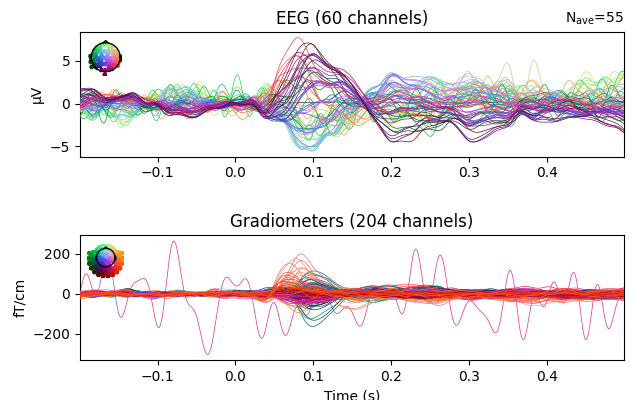 EEG (60 channels)
Nave=55
μV
5
0
−5
−0.1 0.0 0.1 0.2 0.3 0.4
Gradiometers (204 channels)
fT/cm
200
0
−200
−0.1 0.0 0.1 0.2 0.3 0.4
Time (s)